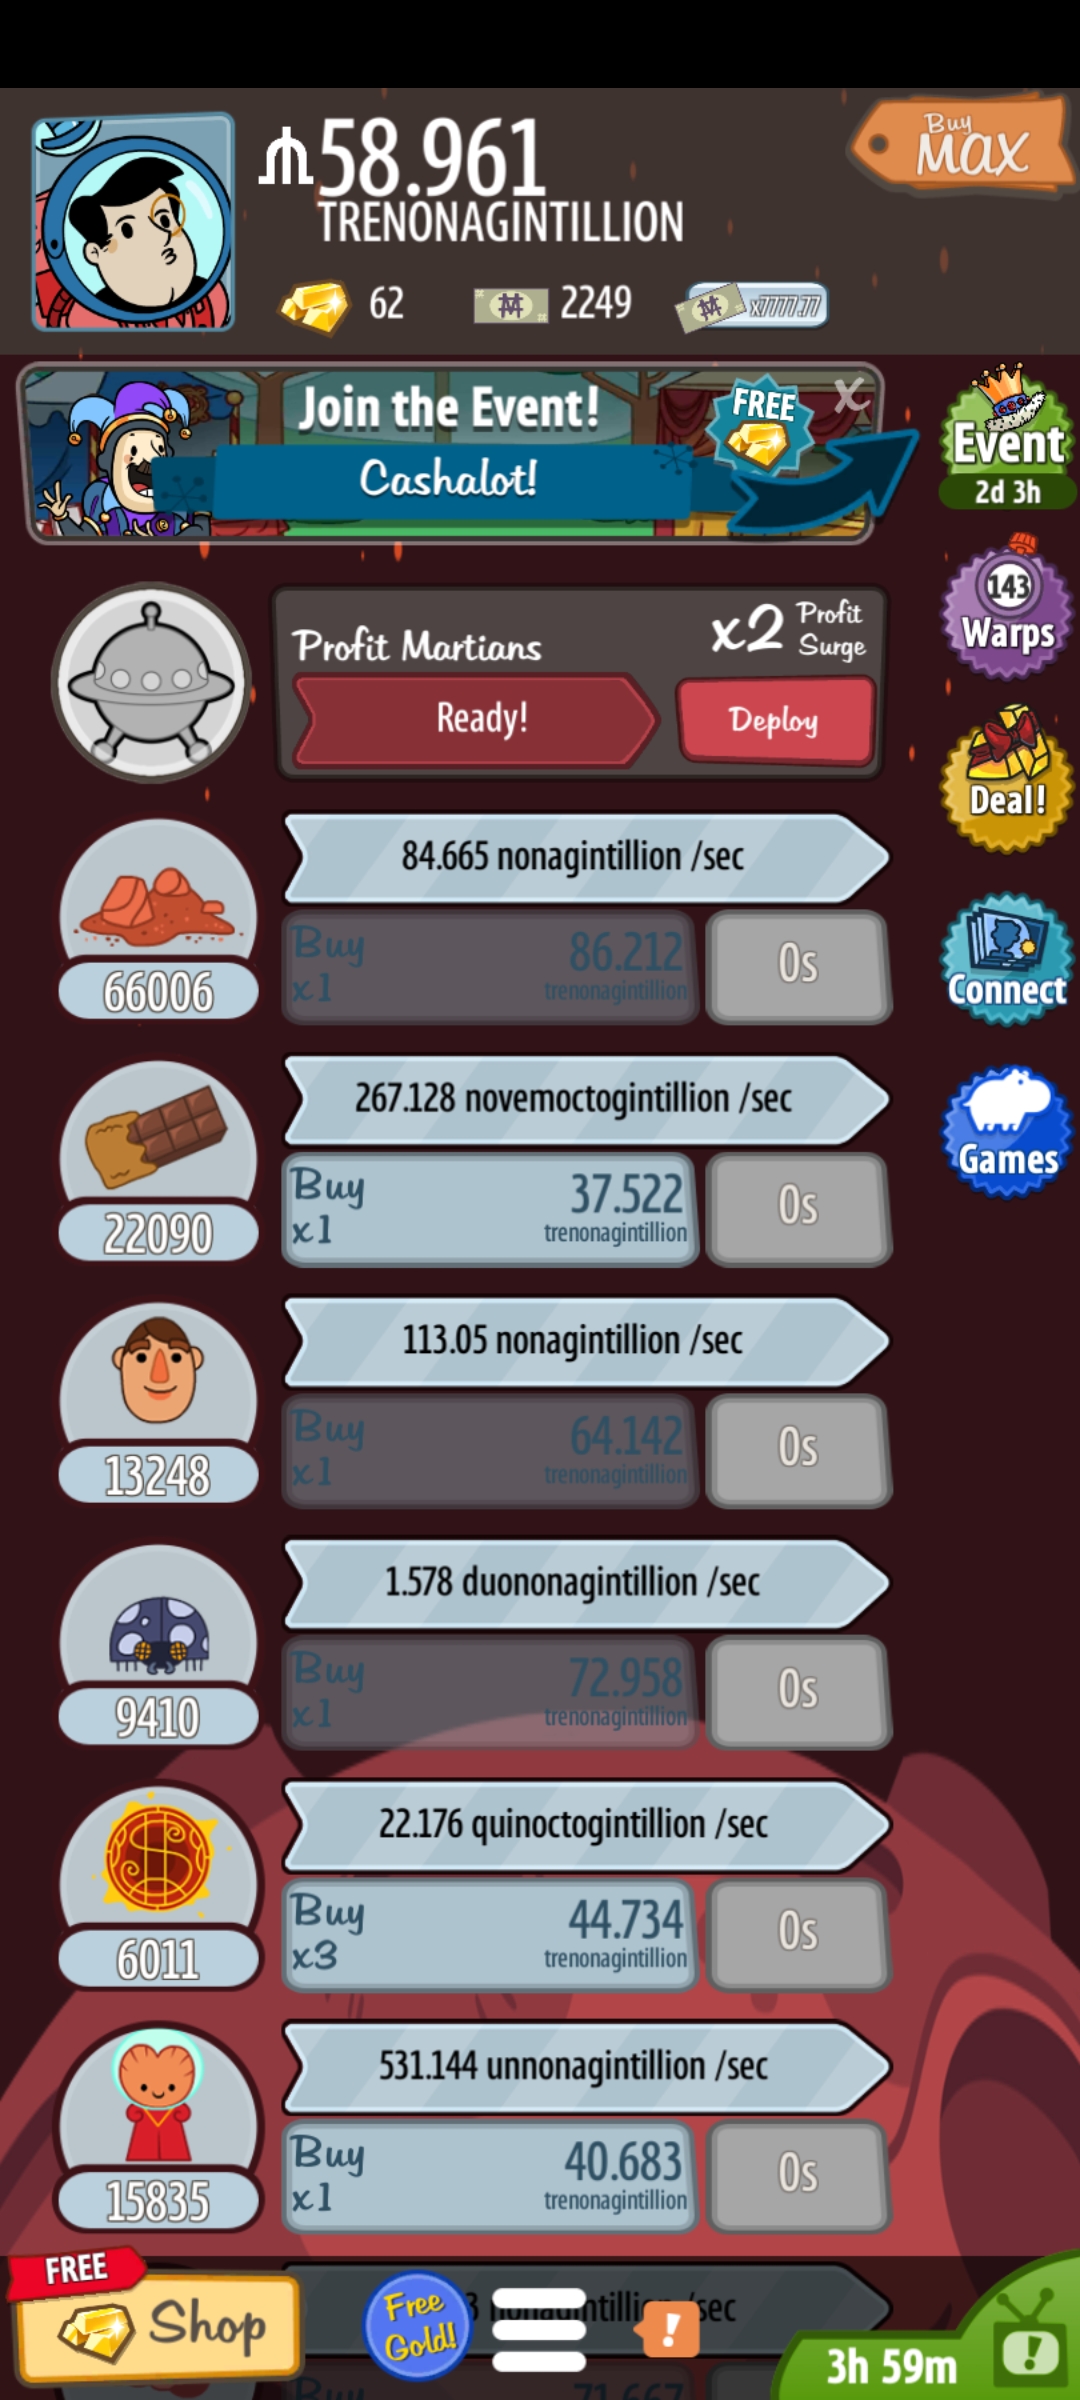 58.961
TRENONAGINTILLION
Buy
MAX
62
2249
x7777.77
Join the Event!
Cashalot!
FREE
X
Event
2d 3h
143
Warps
Deal!
Connect
Games
Profit Martians
x2 Profit Surge
Ready!
Deploy
84.665 nonagintillion /sec
Buy
x1
86.212
trenonagintillion
0s
66006
267.128 novemoctogintillion /sec
Buy
x1
37.522
trenonagintillion
0s
22090
113.05 nonagintillion /sec
Buy
x1
64.142
trenonagintillion
0s
13248
1.578 duononagintillion /sec
Buy
x1
72.958
trenonagintillion
0s
9410
22.176 quinoctogintillion /sec
Buy
x3
44.734
trenonagintillion
0s
6011
531.144 unnonagintillion /sec
Buy
x1
40.683
trenonagintillion
0s
15835
FREE
Shop
Free
Gold!
/sec
!
3h 59m
!
Buy
71.667